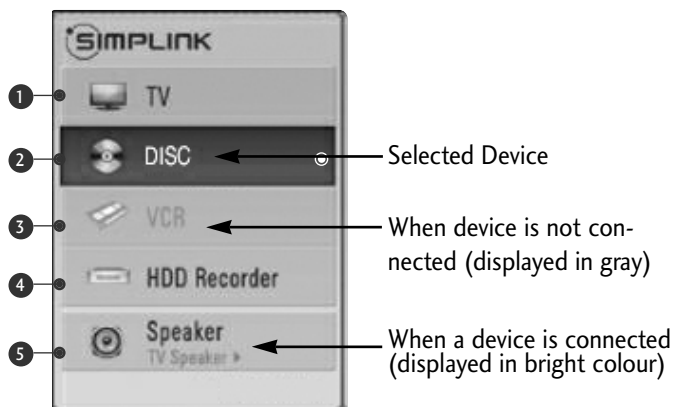 SIMPLINK
1 TV
2 DISC
Selected Device
3 VCR
When device is not con-
nected (displayed in gray)
4 HDD Recorder
5 Speaker
TV Speaker ▶
When a device is connected
(displayed in bright colour)